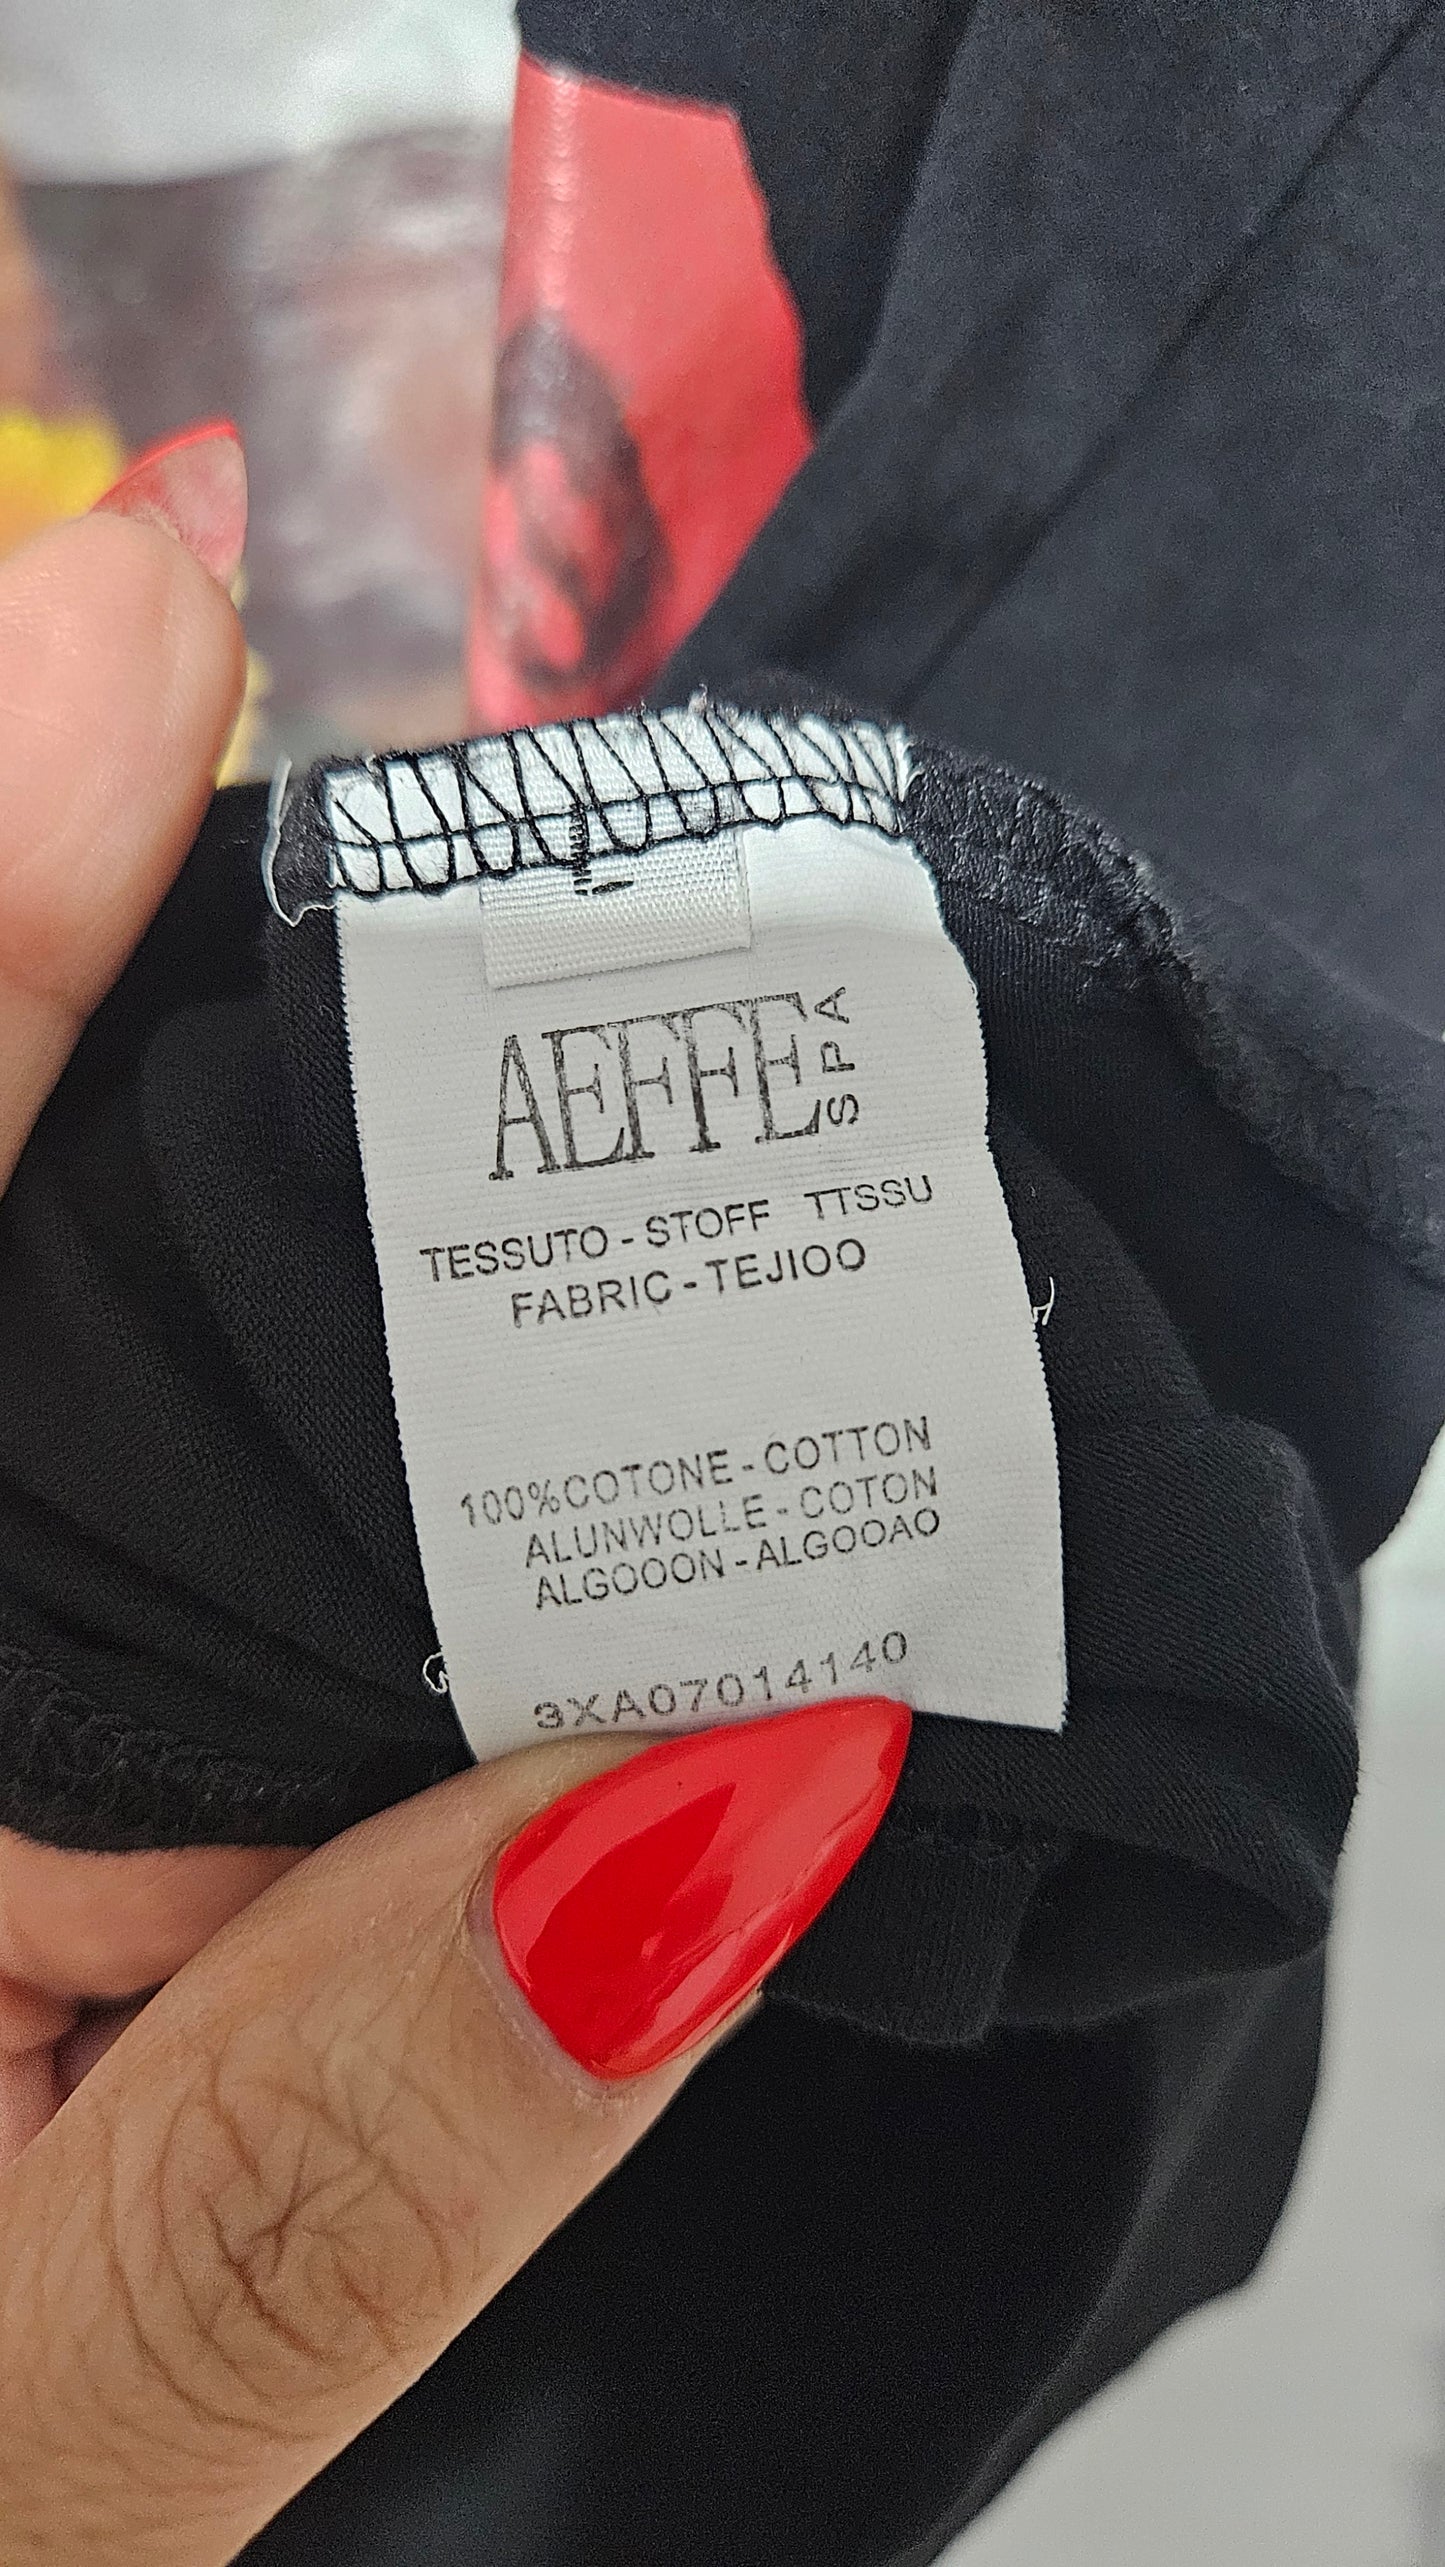 L
AEFFE SPA
TESSUTO - STOFF TTSSU
FABRIC - TEJIOO
100%COTONE - COTTON
ALUNWOLLE - COTON
ALGOOON - ALGOOAO
3XA07014140